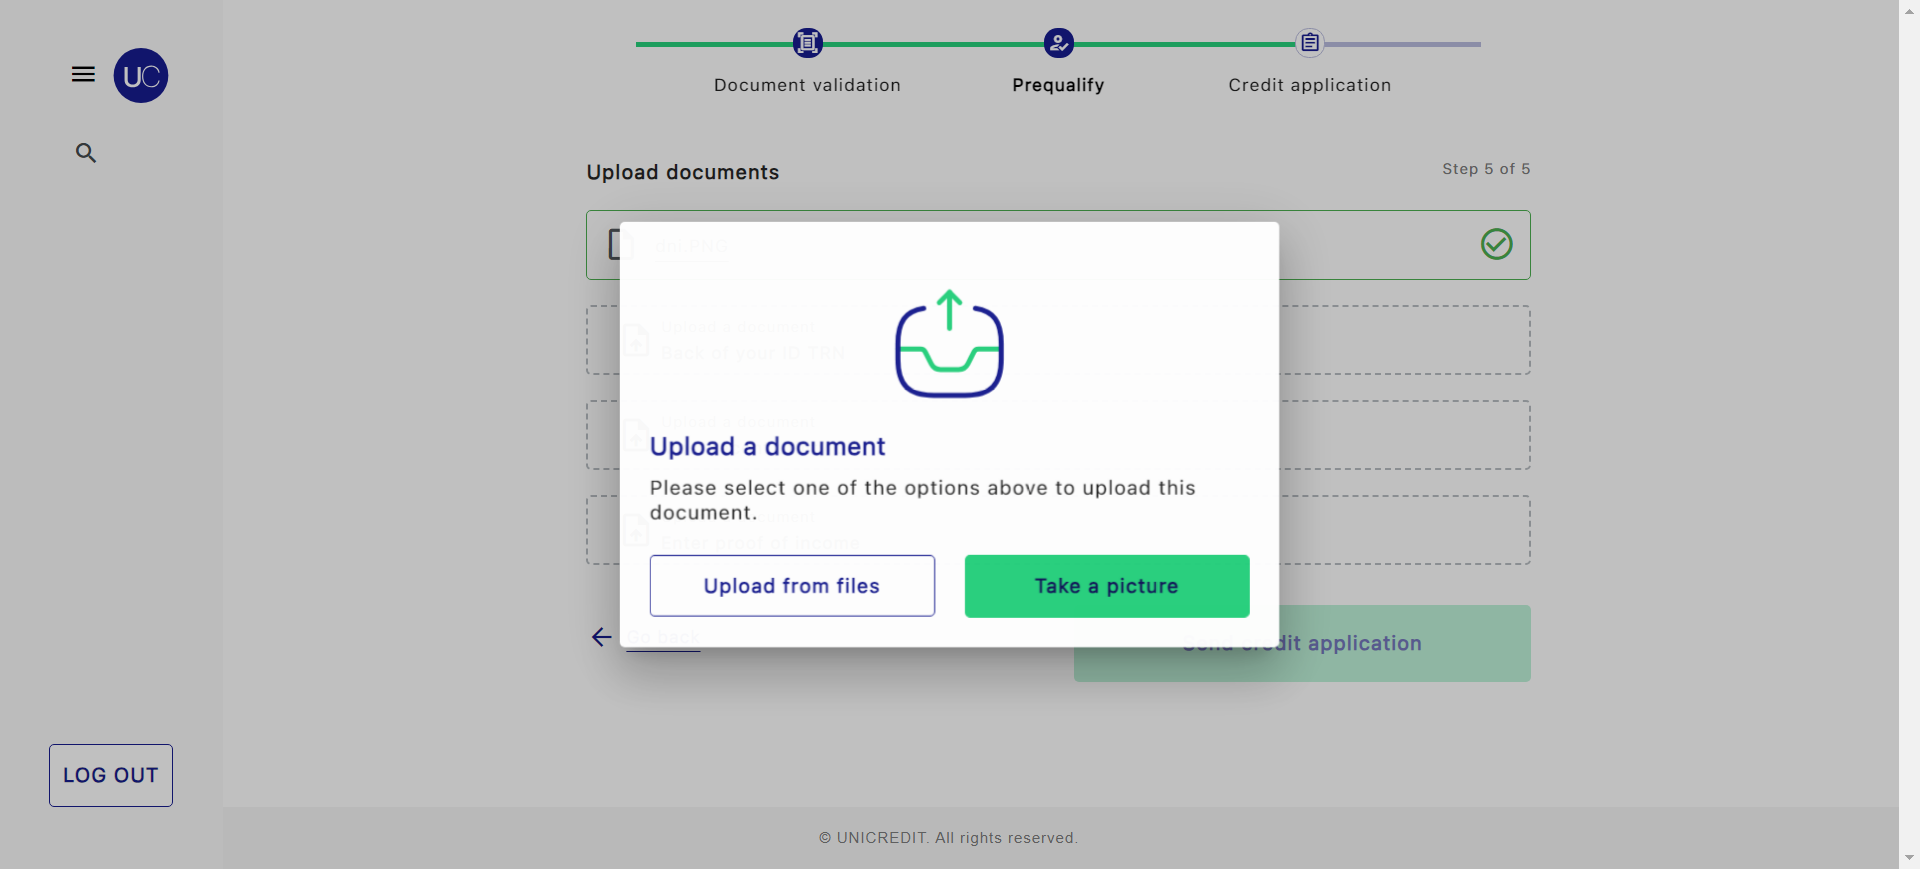 Document validation
Prequalify
Credit application
UC
Upload documents
Step 5 of 5
Upload a document
Back of your ID TRN
Upload a document
Upload a document
Please select one of the options above to upload this
document.
Enter proof of income
Upload from files
Take a picture
Go back
Send credit application
LOG OUT
© UNICREDIT. All rights reserved.